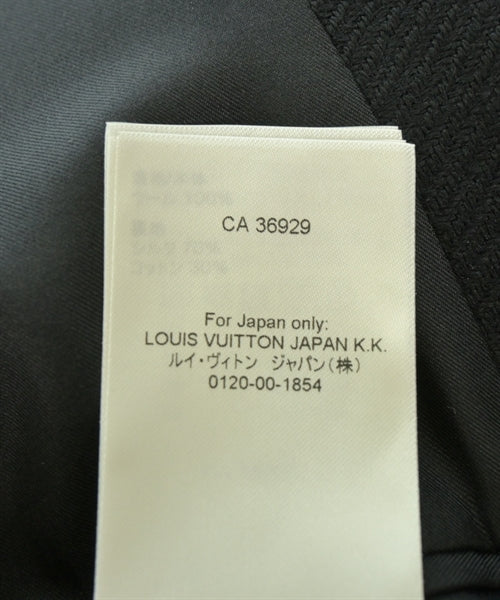 CA 36929
For Japan only:
LOUIS VUITTON JAPAN K.K.
ルイ・ヴィトン ジャパン(株)
0120-00-1854